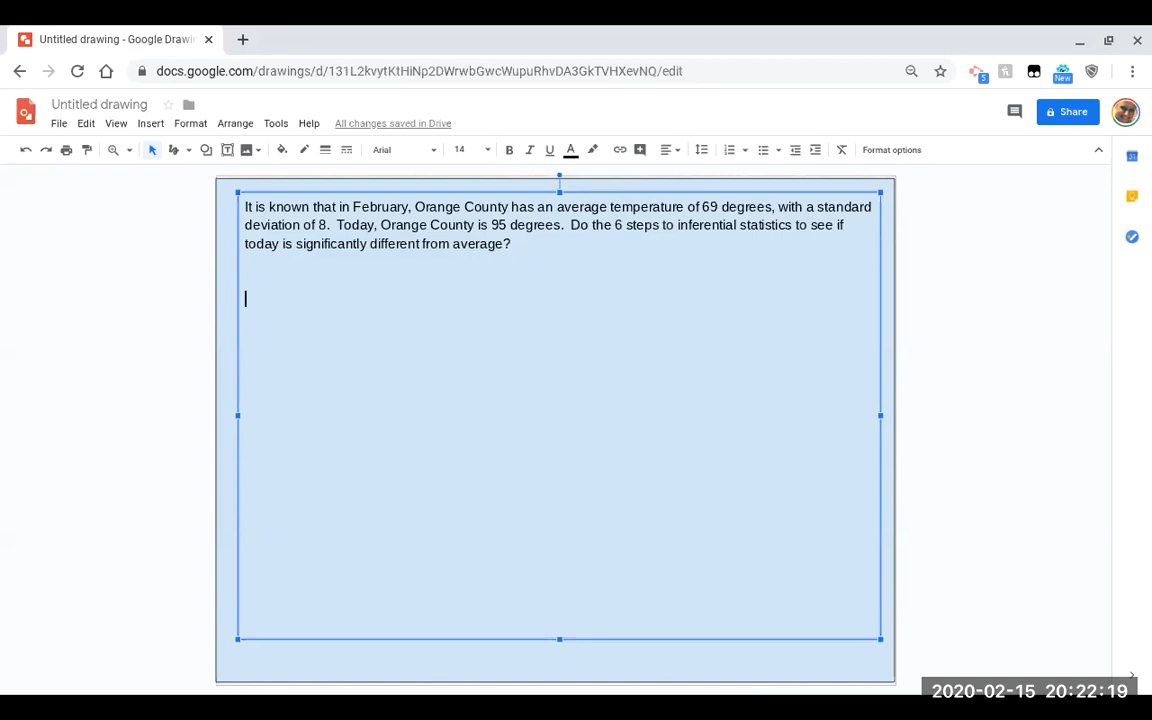 Untitled drawing - Google Drawi
docs.google.com/drawings/d/131L2kvytKtHiNp2DWrwbGwcWupuRhvDA3GkTVHXevNQ/edit
5
New
Untitled drawing
File Edit View Insert Format Arrange Tools Help All changes saved in Drive
Share
Arial 14 B I U A Format options
31
It is known that in February, Orange County has an average temperature of 69 degrees, with a standard
deviation of 8. Today, Orange County is 95 degrees. Do the 6 steps to inferential statistics to see if
today is significantly different from average?
2020-02-15 20:22:19